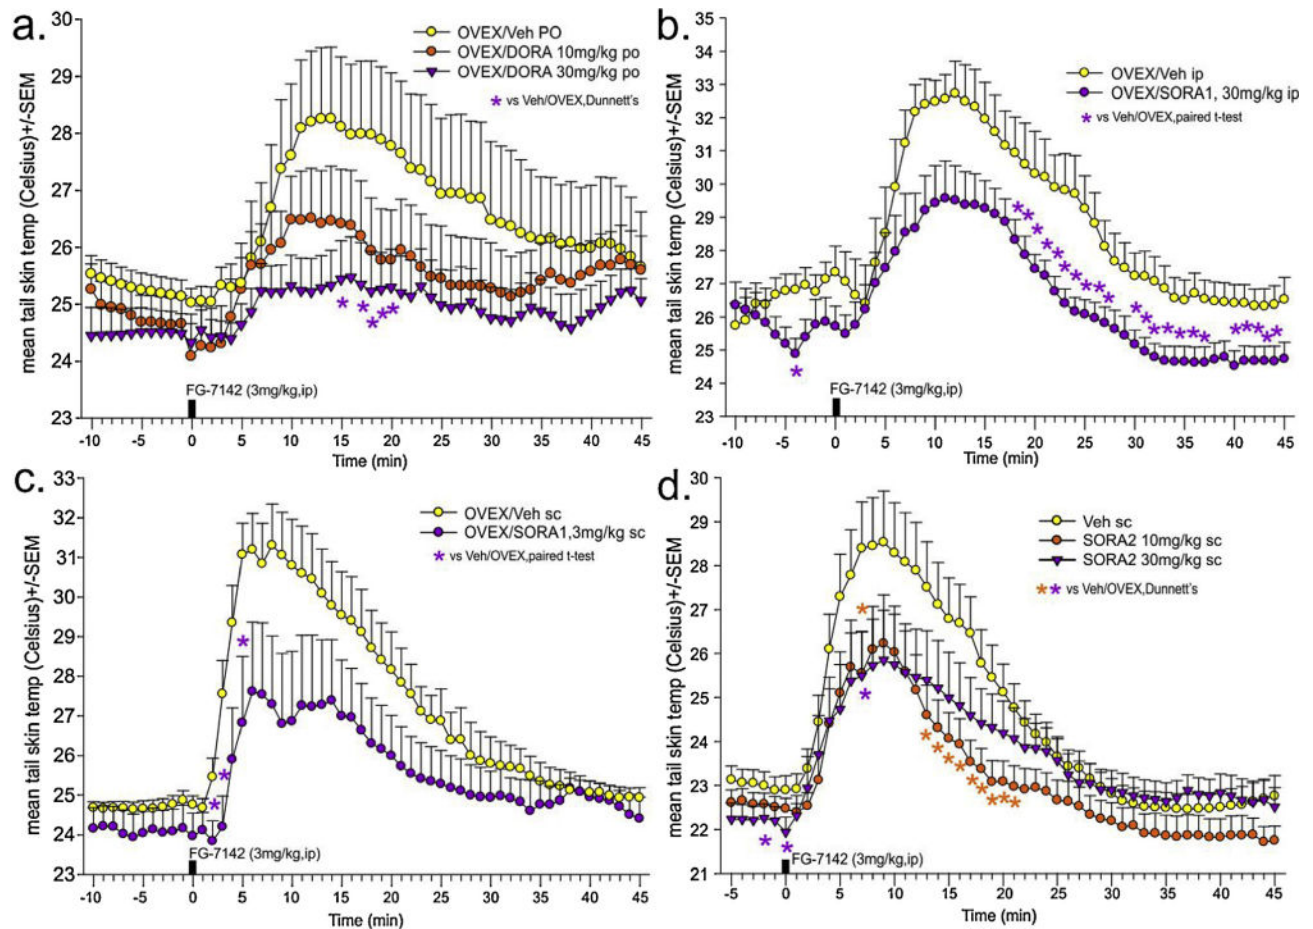 a.
30
29
28
27
26
25
24
23
mean tail skin temp (Celsius)+/-SEM
OVEX/Veh PO
OVEX/DORA 10mg/kg po
OVEX/DORA 30mg/kg po
* vs Veh/OVEX,Dunnett's
FG-7142 (3mg/kg,ip)
-10 -5 0 5 10 15 20 25 30 35 40 45
Time (min)
b.
35
34
33
32
31
30
29
28
27
26
25
24
23
mean tail skin temp (Celsius)+/-SEM
OVEX/Veh ip
OVEX/SORA1, 30mg/kg ip
* vs Veh/OVEX,paired t-test
FG-7142 (3mg/kg,ip)
-10 -5 0 5 10 15 20 25 30 35 40 45
Time (min)
c.
33
32
31
30
29
28
27
26
25
24
23
mean tail skin temp (Celsius)+/-SEM
OVEX/Veh sc
OVEX/SORA1,3mg/kg sc
* vs Veh/OVEX,paired t-test
FG-7142 (3mg/kg,ip)
-10 -5 0 5 10 15 20 25 30 35 40 45
Time (min)
d.
30
29
28
27
26
25
24
23
22
21
mean tail skin temp (Celsius)+/-SEM
Veh sc
SORA2 10mg/kg sc
SORA2 30mg/kg sc
** vs Veh/OVEX,Dunnett's
FG-7142 (3mg/kg,ip)
-5 0 5 10 15 20 25 30 35 40 45
Time (min)